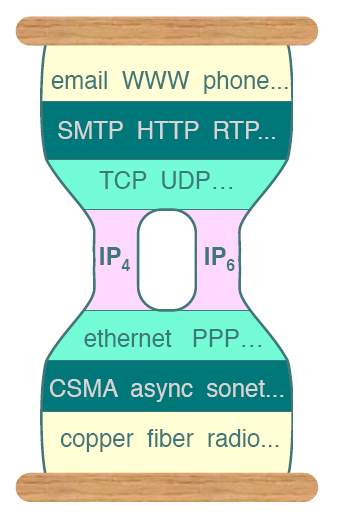 email WWW phone...
SMTP HTTP RTP...
TCP UDP...
IP4 IP6
ethernet PPP...
CSMA async sonet...
copper fiber radio...